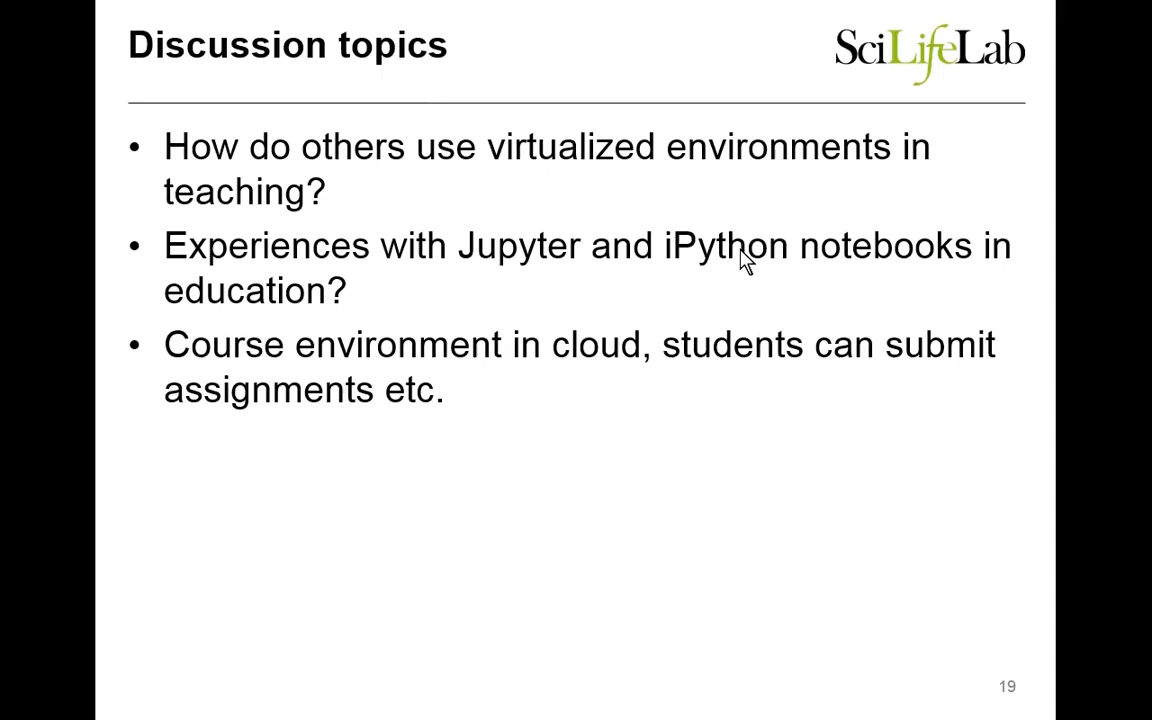 Discussion topics
SciLifeLab
• How do others use virtualized environments in
teaching?
• Experiences with Jupyter and iPython notebooks in
education?
• Course environment in cloud, students can submit
assignments etc.
19